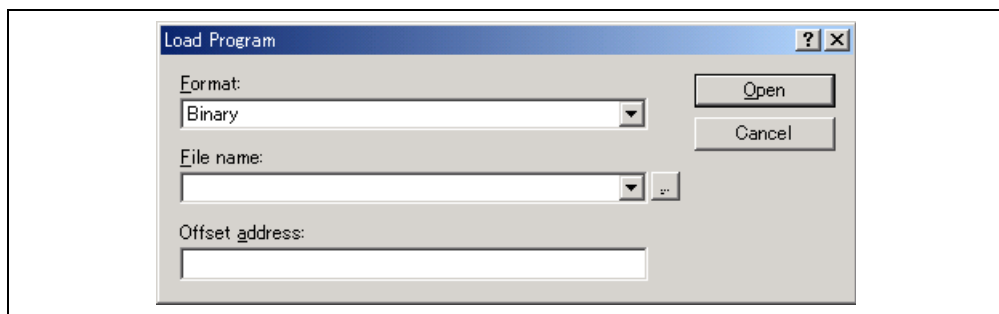 Load Program
Format:
Open
Binary
Cancel
File name:
...
Offset address: